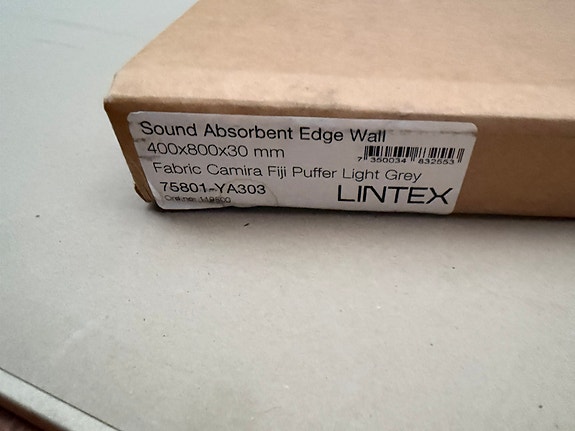 Sound Absorbent Edge Wall
400x800x30 mm
7 350034 832553
Fabric Camira Fiji Puffer Light Grey
75801-YA303
LINTEX